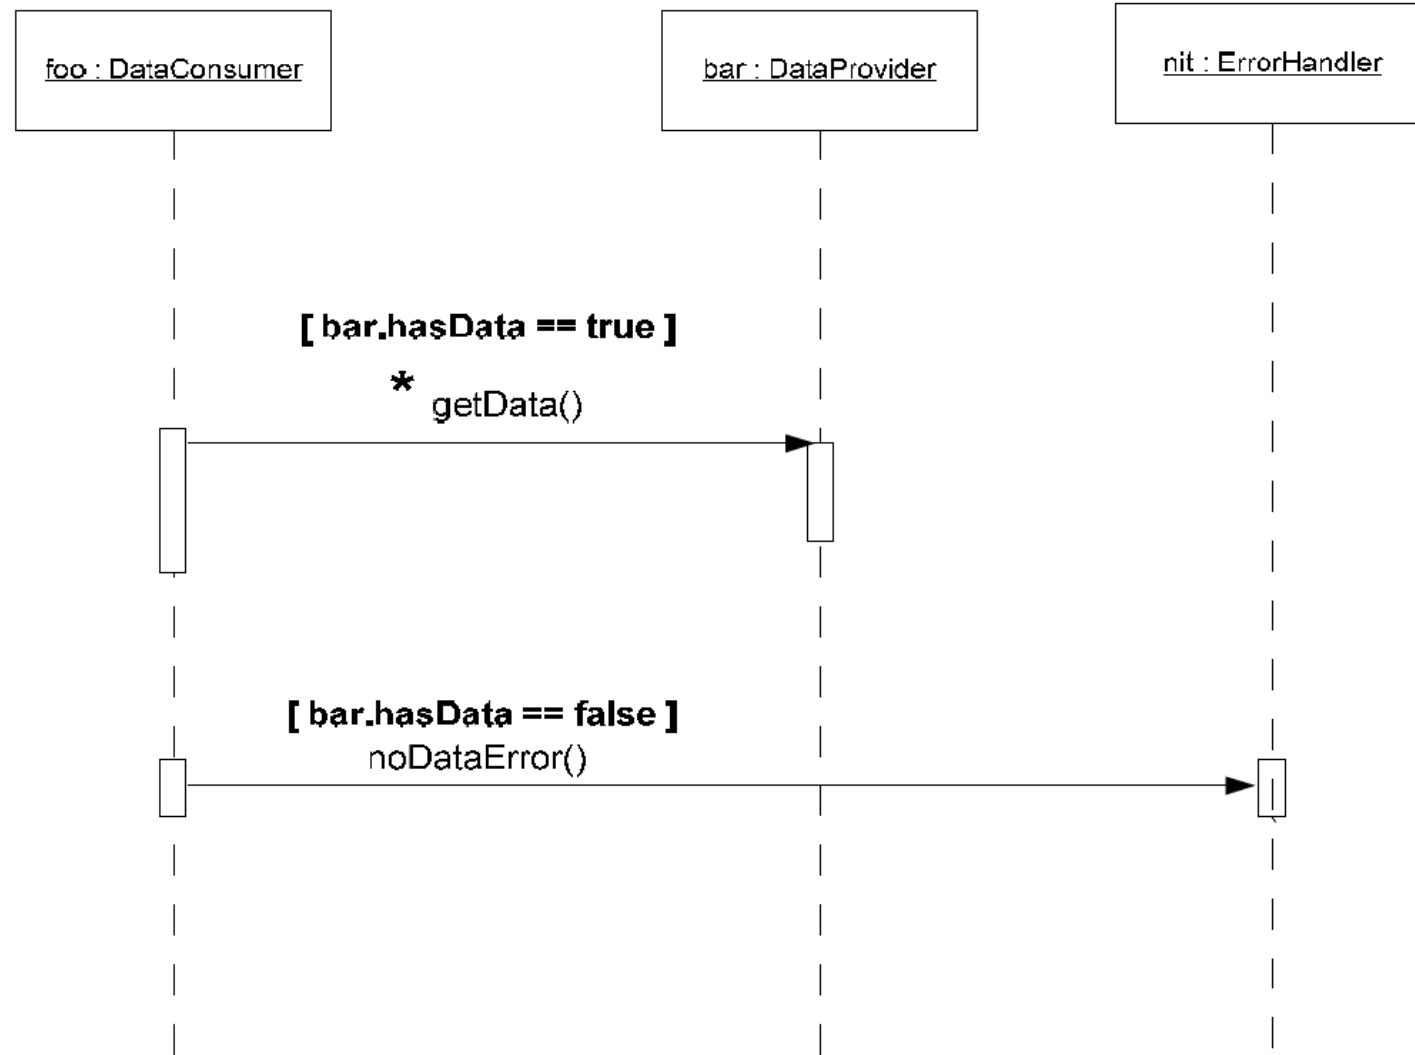 foo : DataConsumer
bar : DataProvider
nit : ErrorHandler
[ bar.hasData == true ]
* getData()
[ bar.hasData == false ]
noDataError()